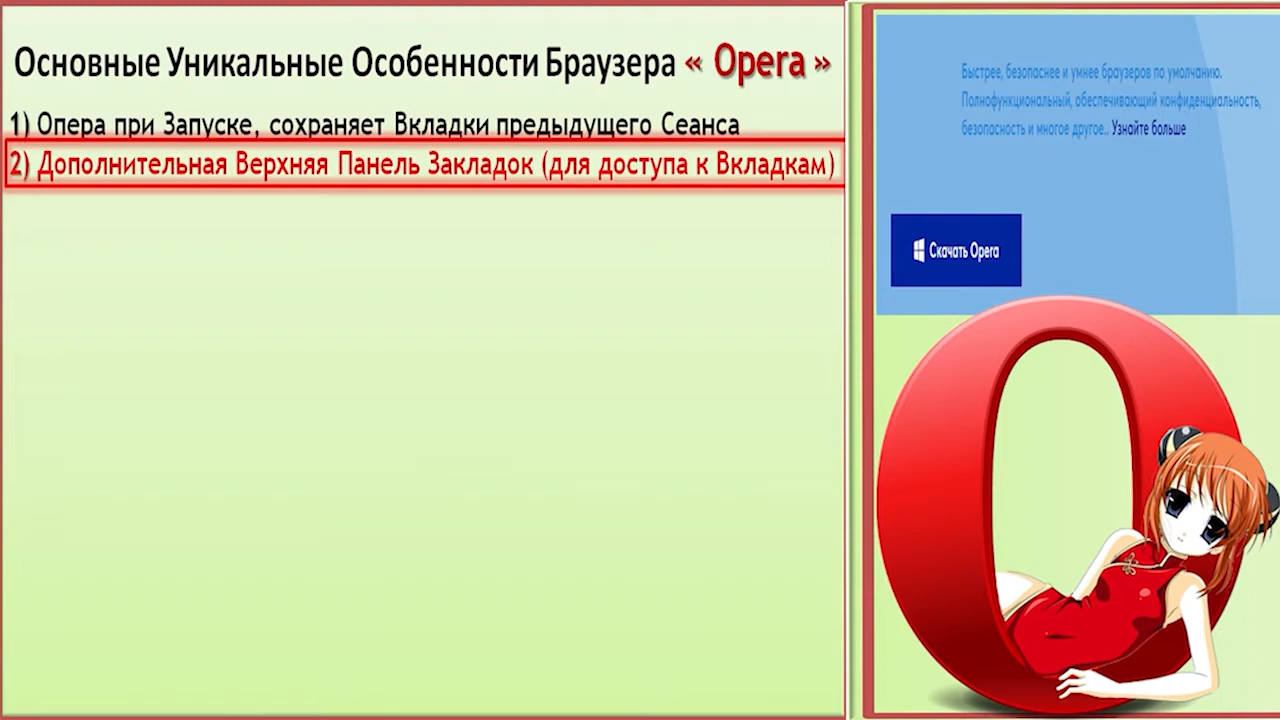 Основные Уникальные Особенности Браузера « Opera »
1) Опера при Запуске, сохраняет Вкладки предыдущего Сеанса
2) Дополнительная Верхняя Панель Закладок (для доступа к Вкладкам)
Быстрее, безопаснее и умнее браузеров по умолчанию.
Полнофункциональный, обеспечивающий конфиденциальность,
безопасность и многое другое.. Узнайте больше
Скачать Opera